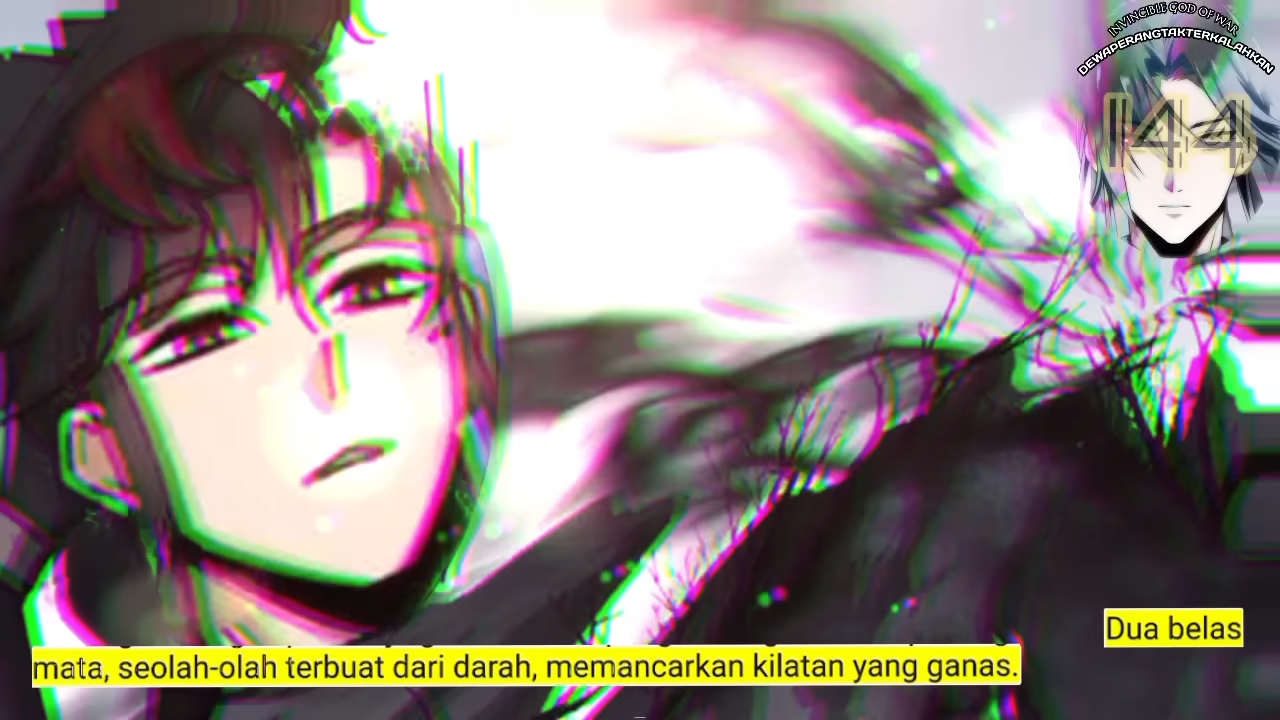 INVINCIBLE GOD OF WAR
DEWAPERANGTAKTERKALAHKAN
144
Dua belas
mata, seolah-olah terbuat dari darah, memancarkan kilatan yang ganas.